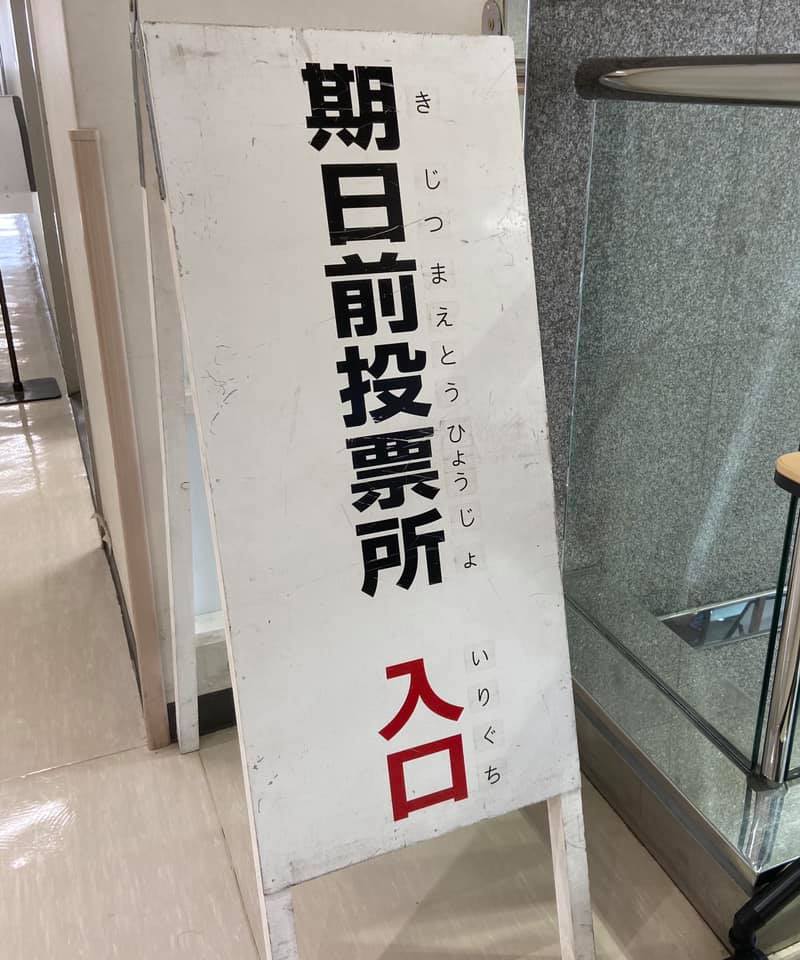 期日前投票所 入口
きじつまえとうひょうじょ いりぐち